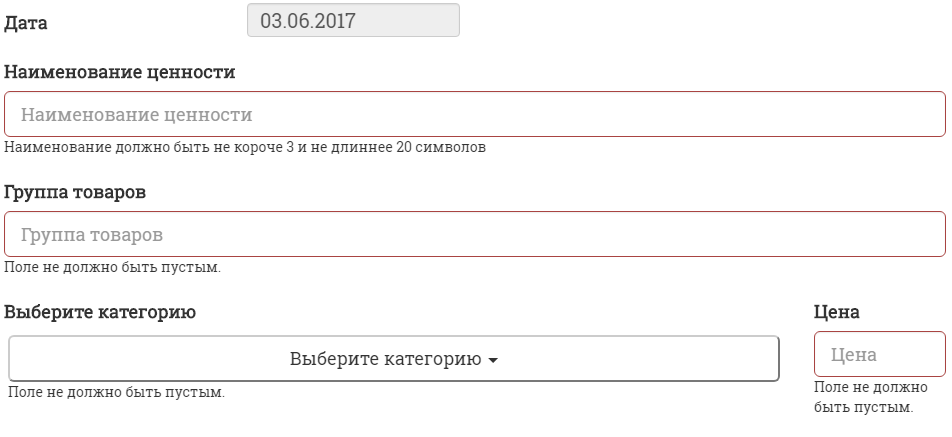 Дата
03.06.2017
Наименование ценности
Наименование ценности
Наименование должно быть не короче 3 и не длиннее 20 символов
Группа товаров
Группа товаров
Поле не должно быть пустым.
Выберите категорию
Выберите категорию
Поле не должно быть пустым.
Цена
Цена
Поле не должно
быть пустым.